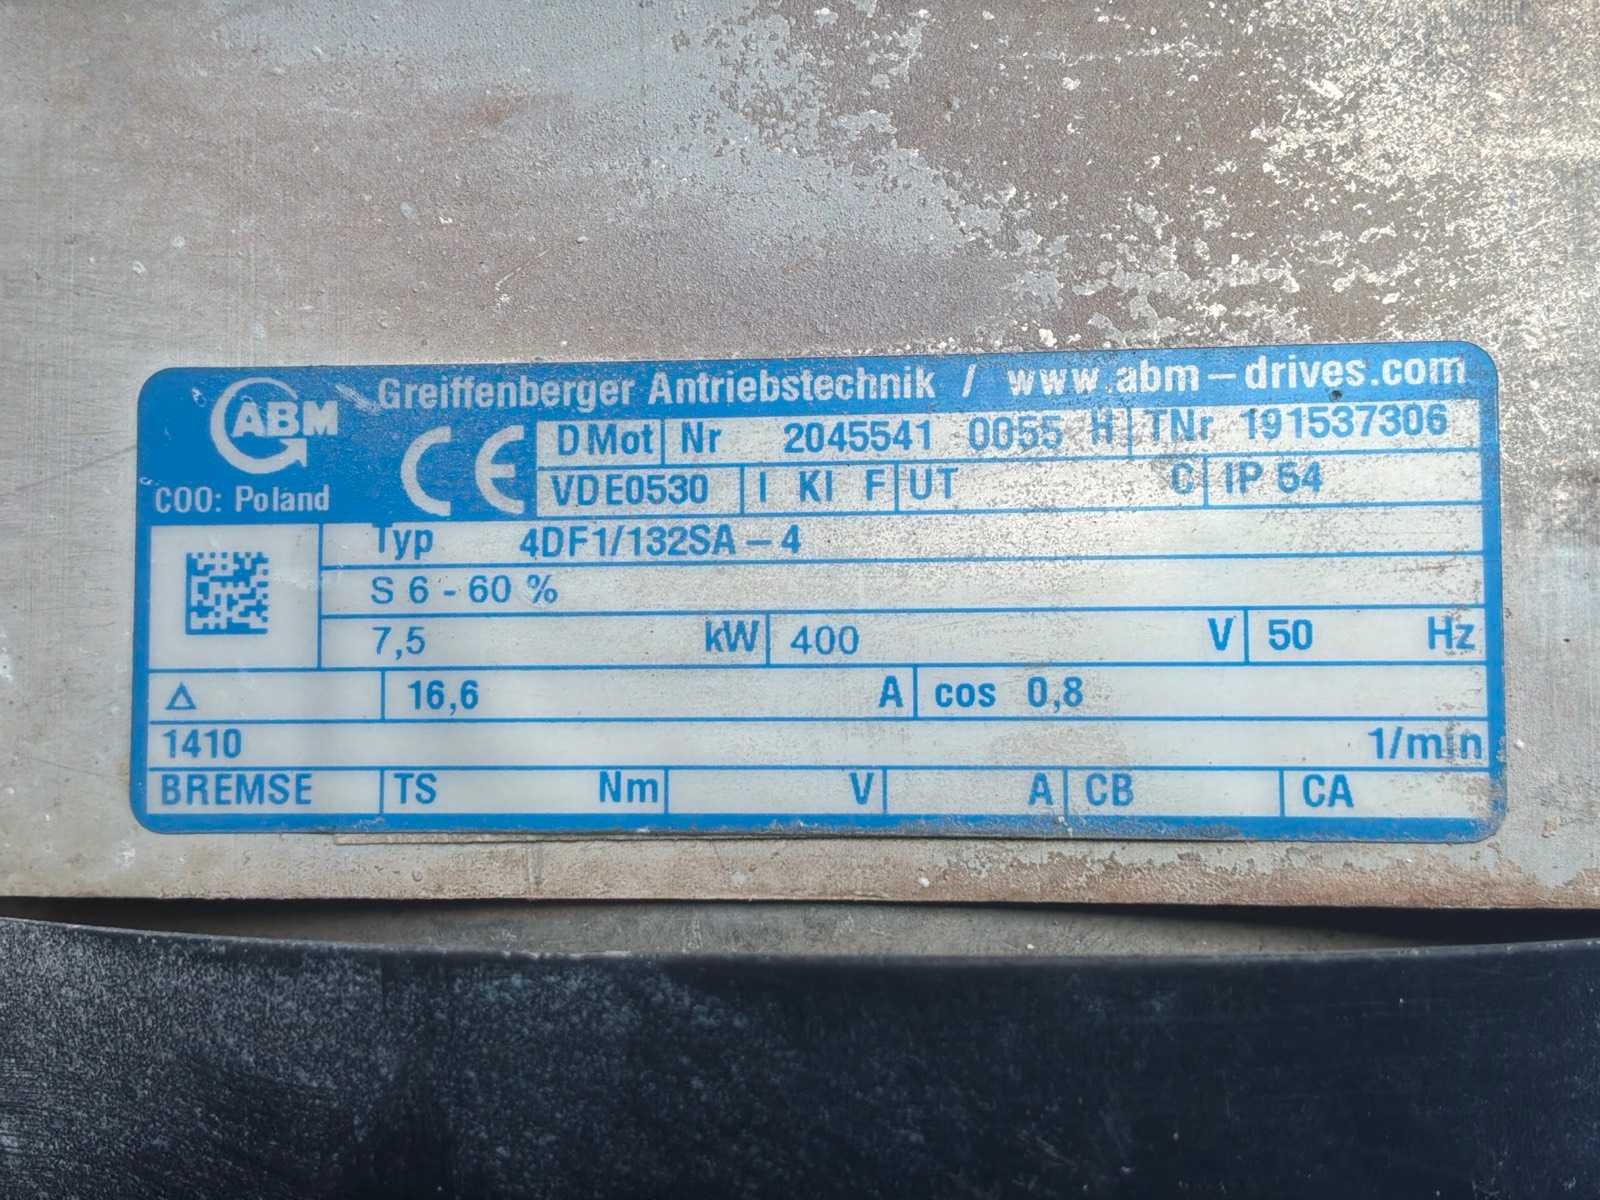 Greiffenberger Antriebstechnik / www.abm-drives.com
ABM
COO: Poland
CE
D Mot Nr 2045541 0055 H TNr 191537306
VDE0530 I KI F UT C IP 54
Typ 4DF1/132SA-4
S 6 - 60 %
7,5 kW 400 V 50 Hz
Δ 16,6 A cos 0,8
1410 1/min
BREMSE TS Nm V A CB CA